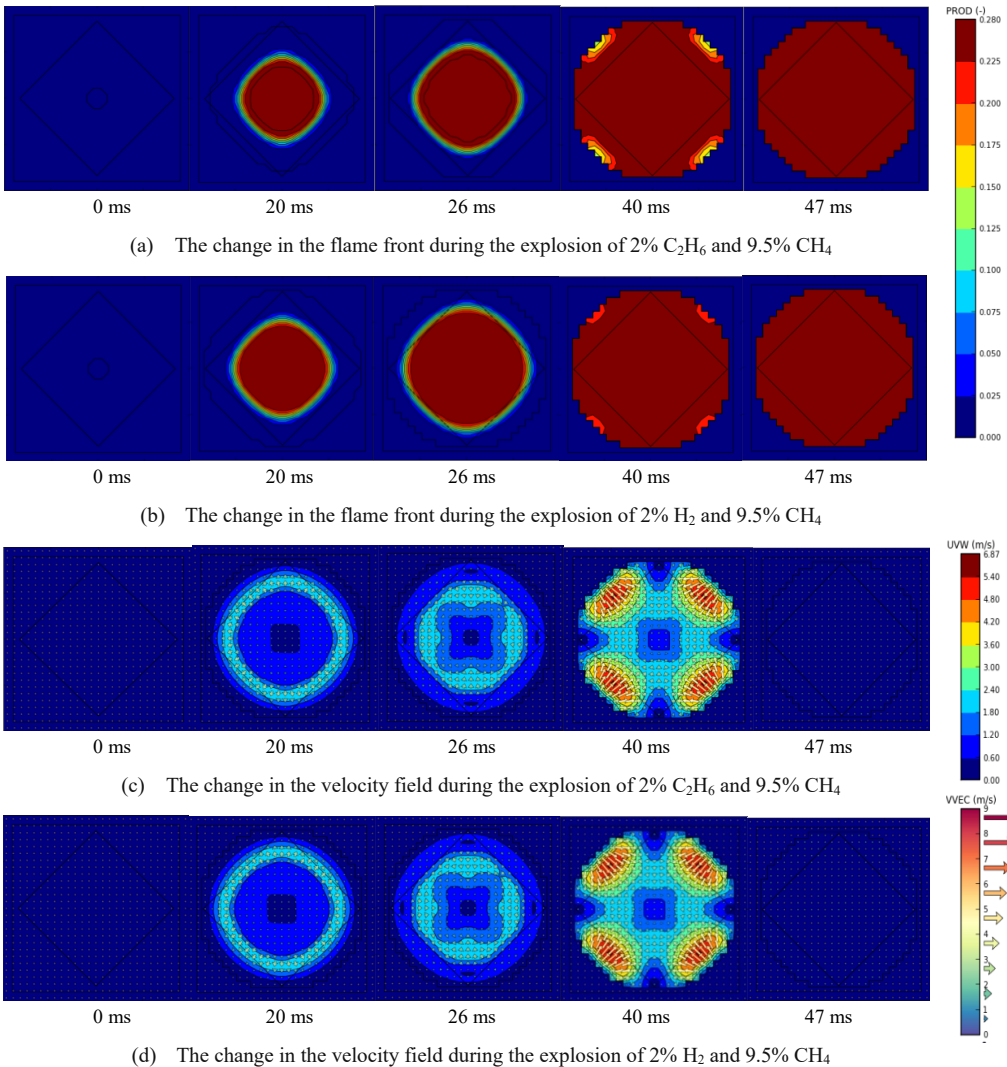 PROD (-)
0.280
0.225
0.200
0.175
0.150
0.125
0.100
0.075
0.050
0.025
0.000
0 ms 20 ms 26 ms 40 ms 47 ms
(a) The change in the flame front during the explosion of 2% C₂H₆ and 9.5% CH₄
0 ms 20 ms 26 ms 40 ms 47 ms
(b) The change in the flame front during the explosion of 2% H₂ and 9.5% CH₄
UVW (m/s)
6.87
5.40
4.80
4.20
3.60
3.00
2.40
1.80
1.20
0.60
0.00
0 ms 20 ms 26 ms 40 ms 47 ms
(c) The change in the velocity field during the explosion of 2% C₂H₆ and 9.5% CH₄
VVEC (m/s)
9
8
7
6
5
4
3
2
1
0
0 ms 20 ms 26 ms 40 ms 47 ms
(d) The change in the velocity field during the explosion of 2% H₂ and 9.5% CH₄